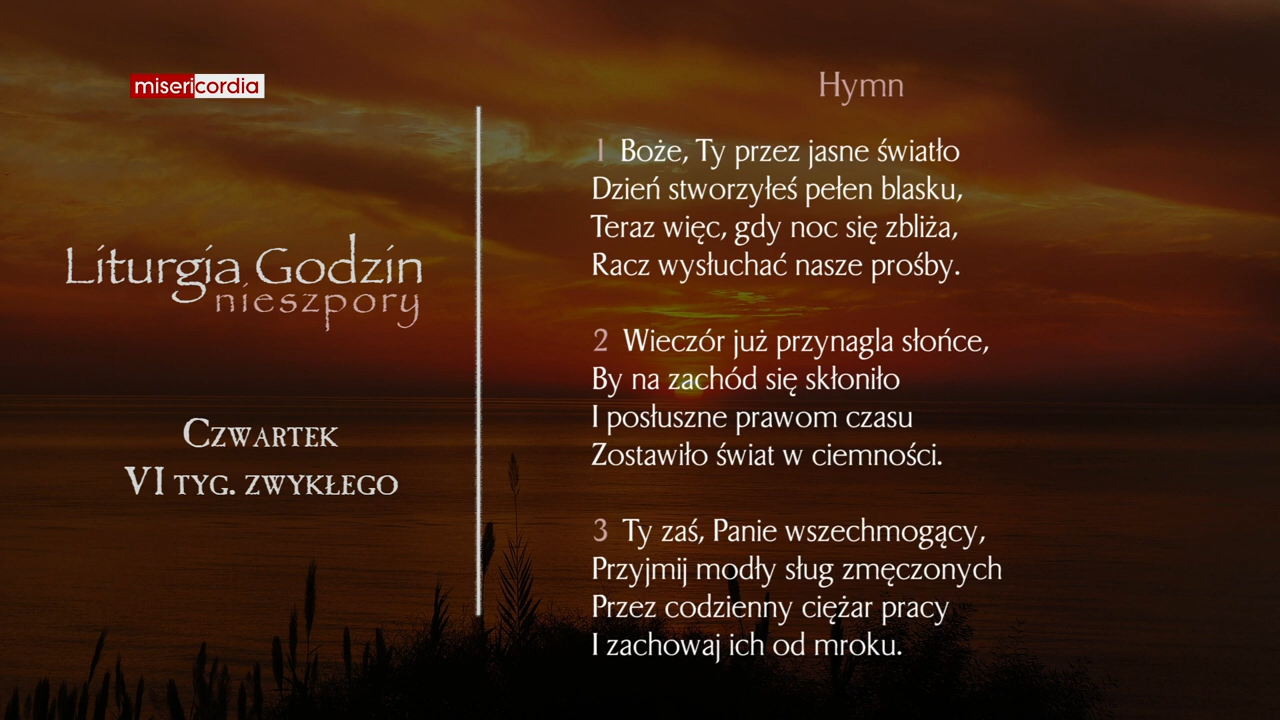 misericordia
Liturgia Godzin
nieszpory
Czwartek
VI tyg. zwykłego
Hymn
1 Boże, Ty przez jasne światło
Dzień stworzyłeś pełen blasku,
Teraz więc, gdy noc się zbliża,
Racz wysłuchać nasze prośby.
2 Wieczór już przynagla słońce,
By na zachód się skłoniło
I posłuszne prawom czasu
Zostawiło świat w ciemności.
3 Ty zaś, Panie wszechmogący,
Przyjmij modły sług zmęczonych
Przez codzienny ciężar pracy
I zachowaj ich od mroku.